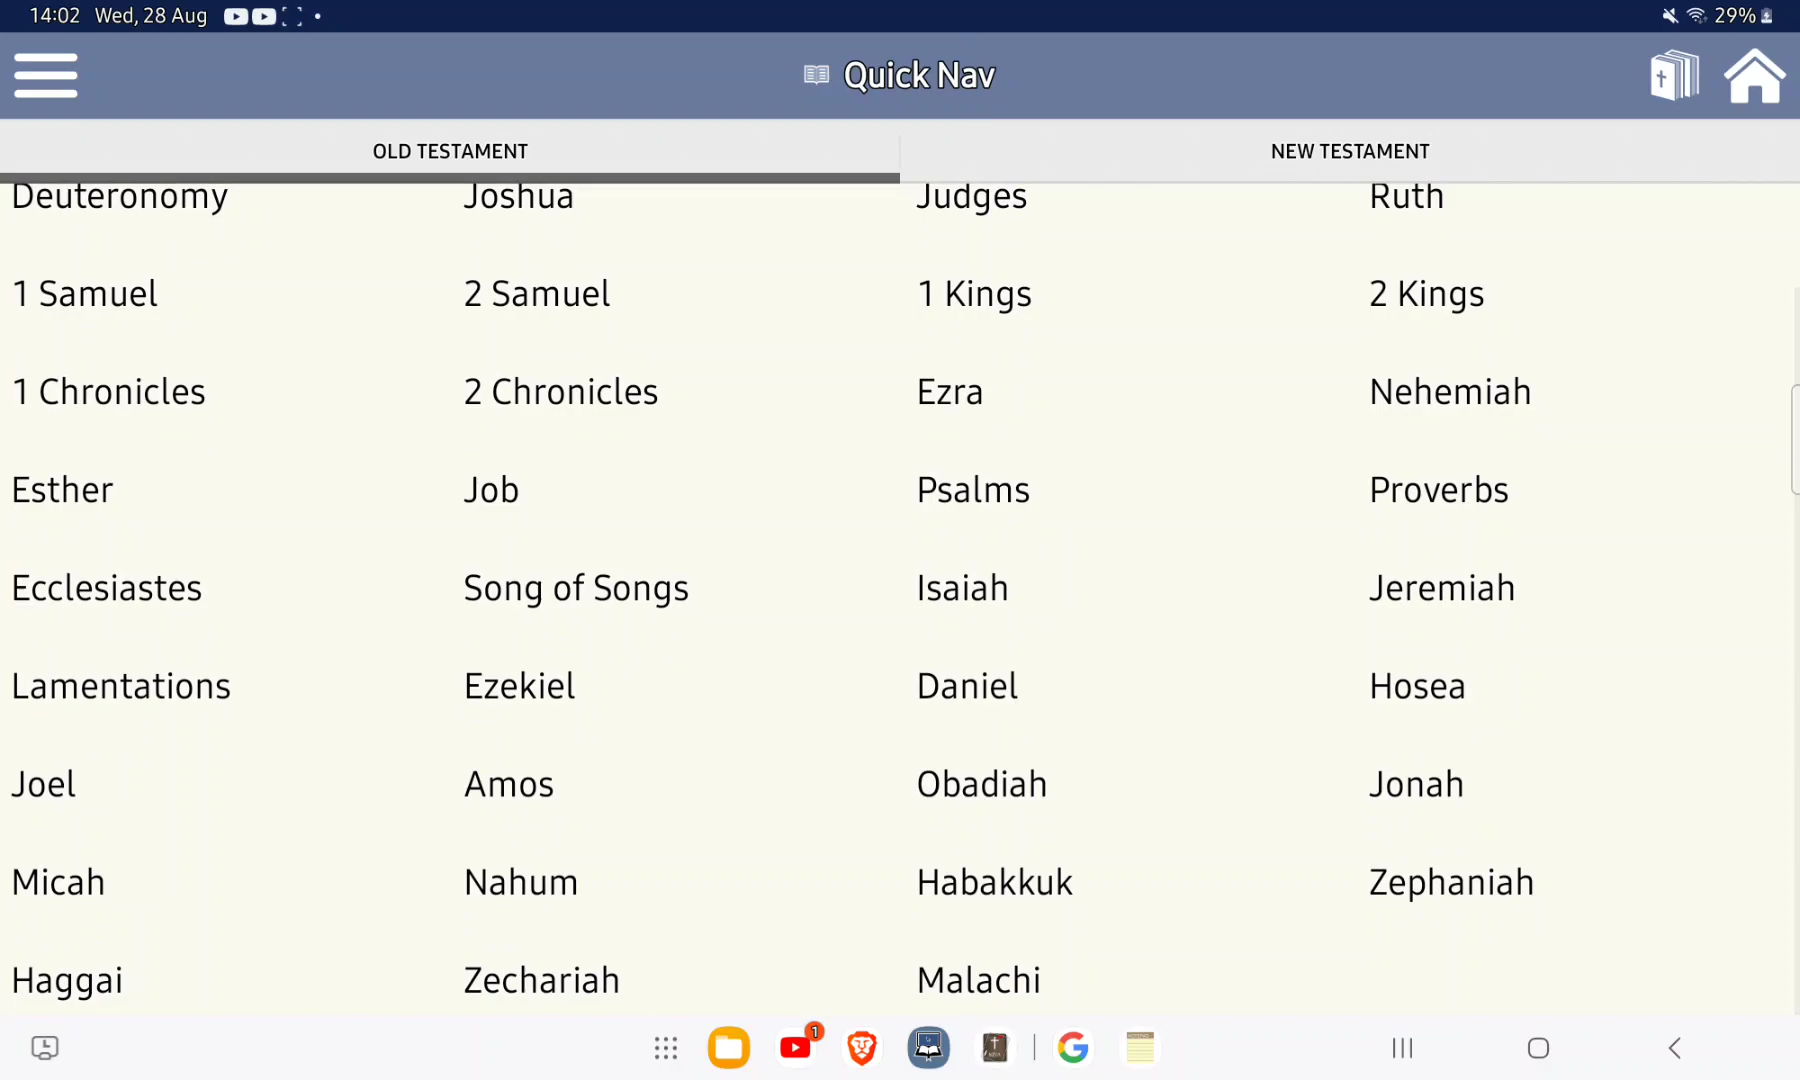 14:02 Wed, 28 Aug 29%
Quick Nav
OLD TESTAMENT NEW TESTAMENT
Deuteronomy Joshua Judges Ruth
1 Samuel 2 Samuel 1 Kings 2 Kings
1 Chronicles 2 Chronicles Ezra Nehemiah
Esther Job Psalms Proverbs
Ecclesiastes Song of Songs Isaiah Jeremiah
Lamentations Ezekiel Daniel Hosea
Joel Amos Obadiah Jonah
Micah Nahum Habakkuk Zephaniah
Haggai Zechariah Malachi
1